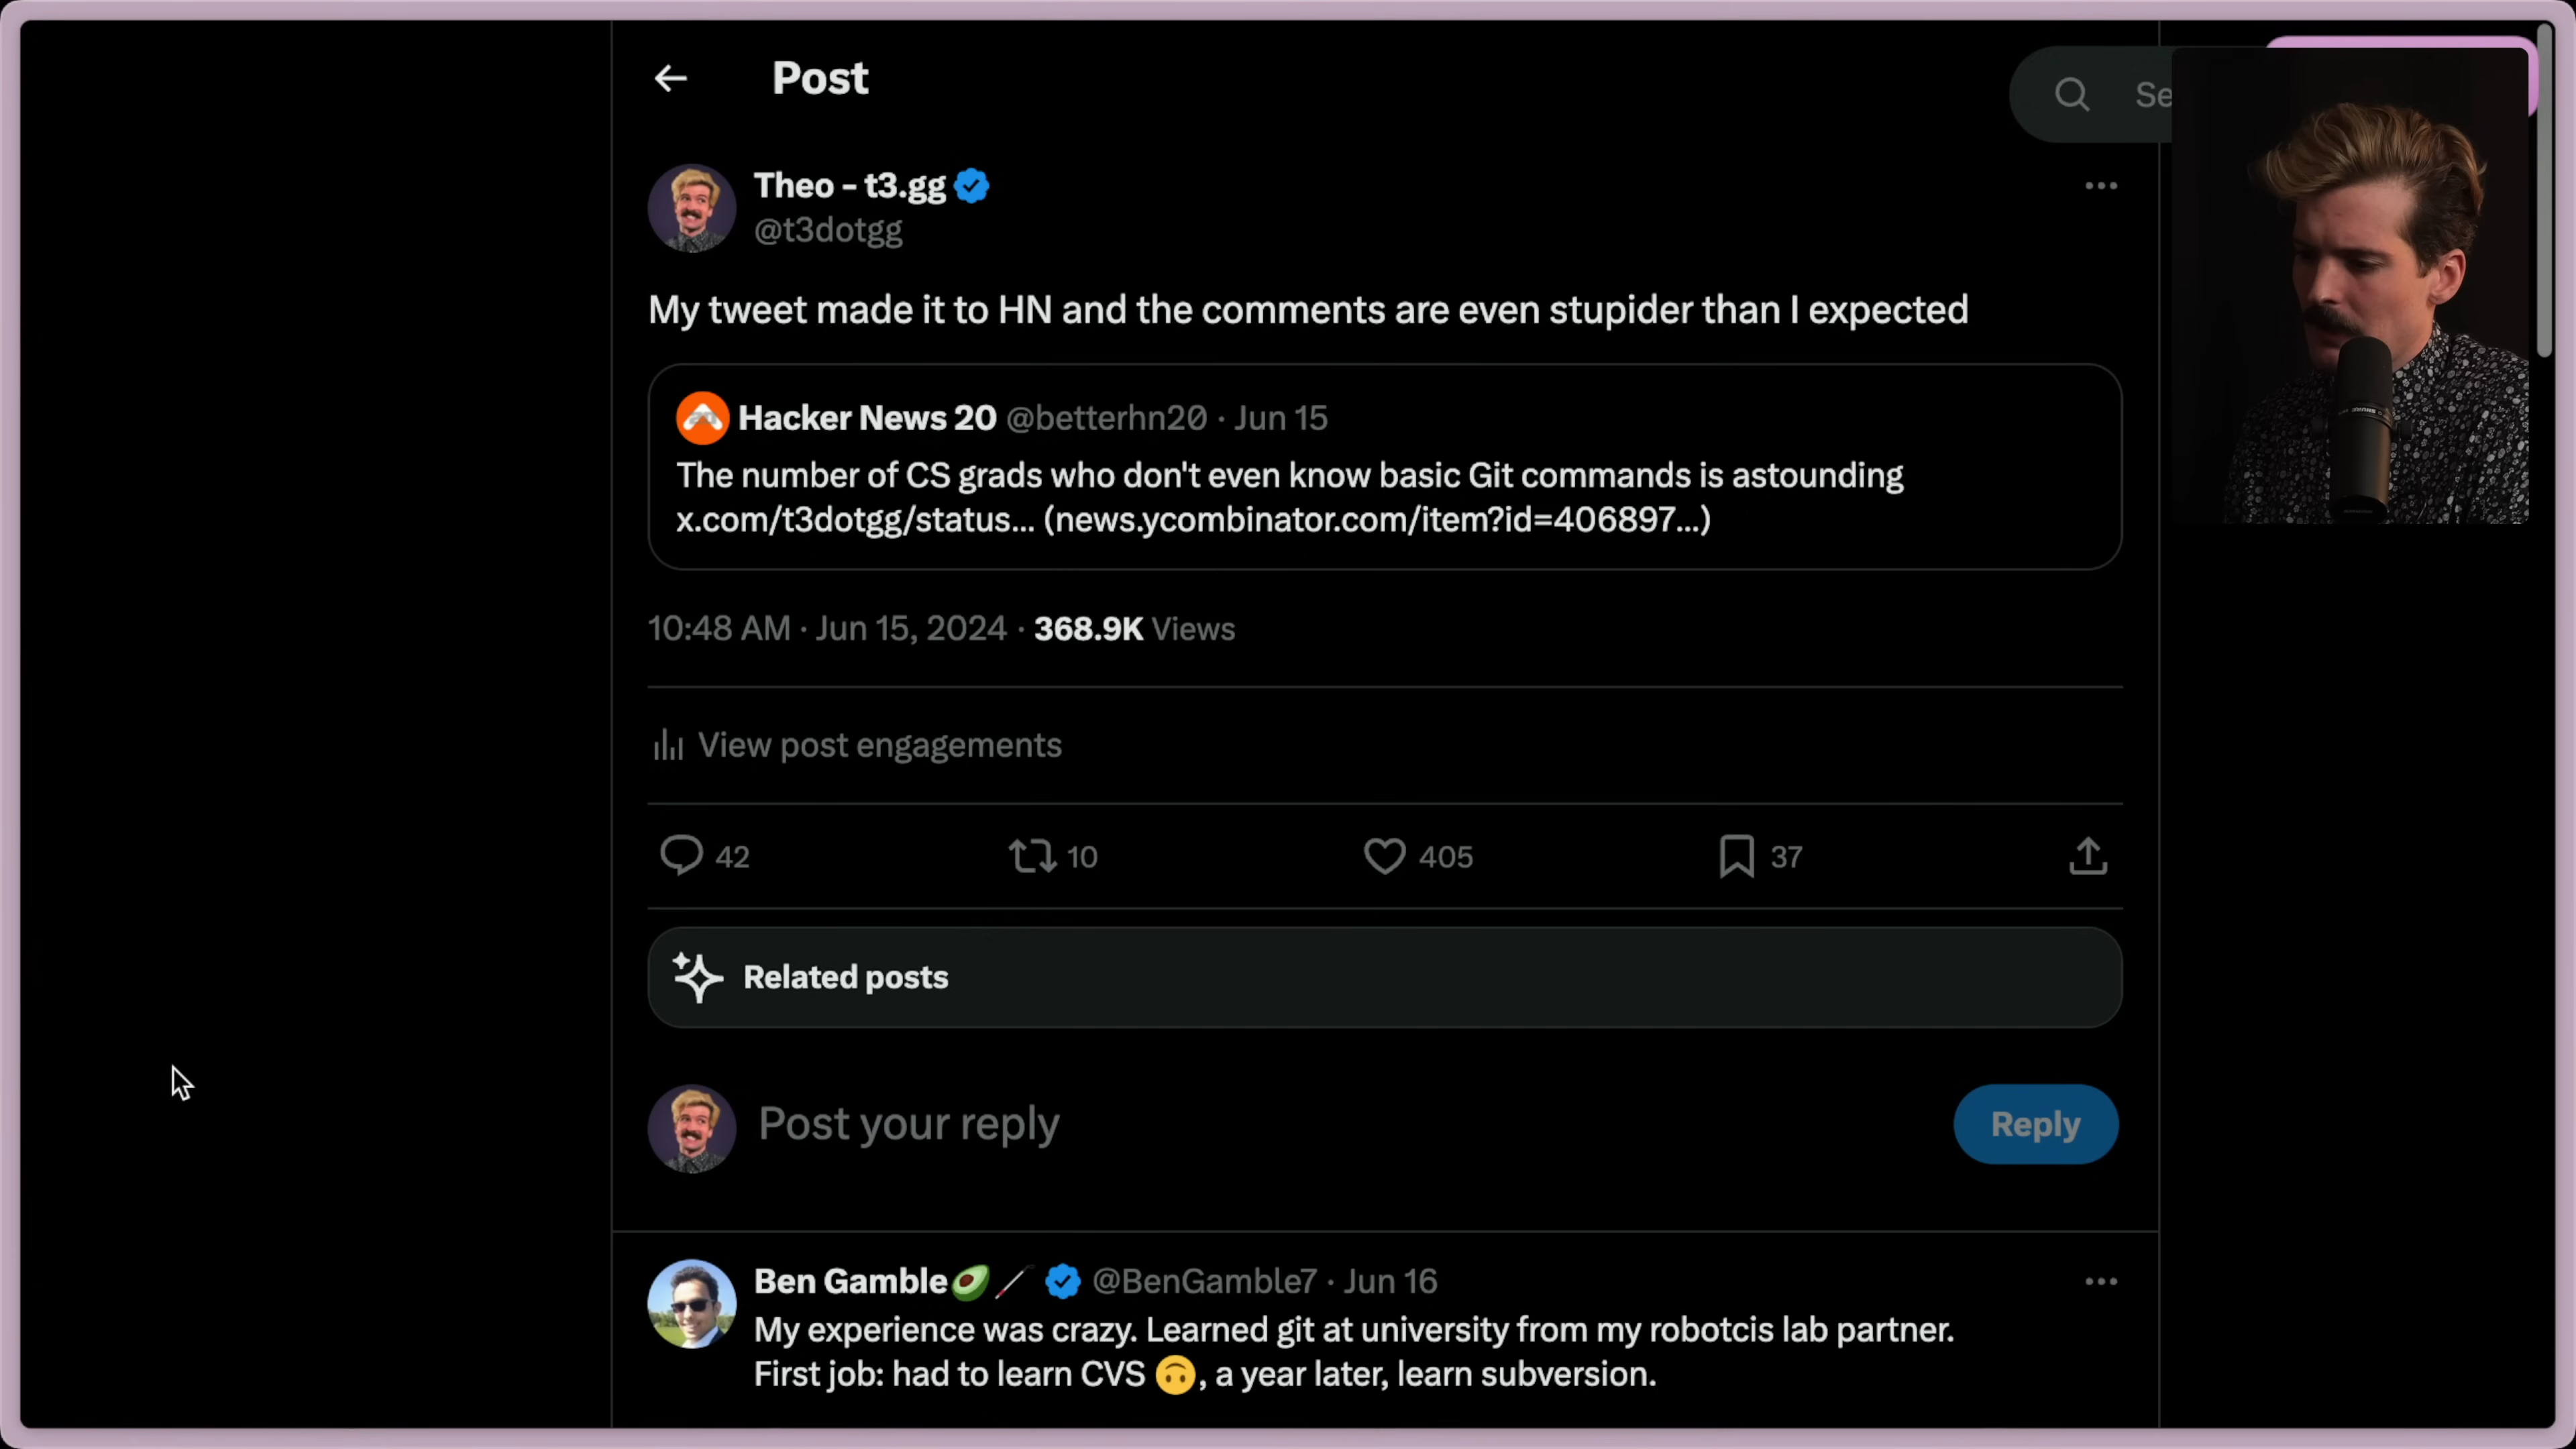 Post
Se
Theo - t3.gg
@t3dotgg
My tweet made it to HN and the comments are even stupider than I expected
Hacker News 20 @betterhn20 · Jun 15
The number of CS grads who don't even know basic Git commands is astounding
x.com/t3dotgg/status... (news.ycombinator.com/item?id=406897...)
10:48 AM · Jun 15, 2024 · 368.9K Views
View post engagements
42 10 405 37
Related posts
Post your reply
Reply
Ben Gamble🥑🦯 @BenGamble7 · Jun 16
My experience was crazy. Learned git at university from my robotcis lab partner.
First job: had to learn CVS 🙃, a year later, learn subversion.